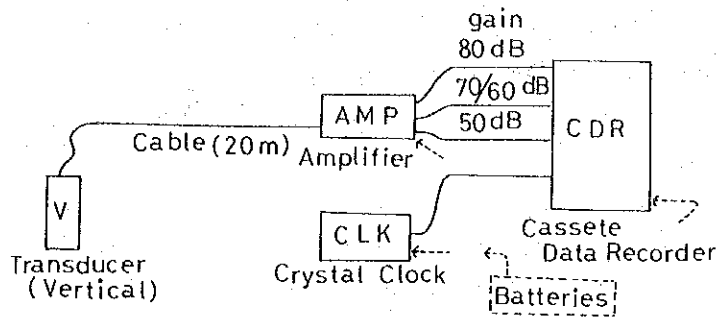 gain
80 dB
70/60 dB
50 dB
AMP
CDR
Cable (20m)
Amplifier
V
CLK
Cassete
Data Recorder
Transducer
(Vertical)
Crystal Clock
Batteries